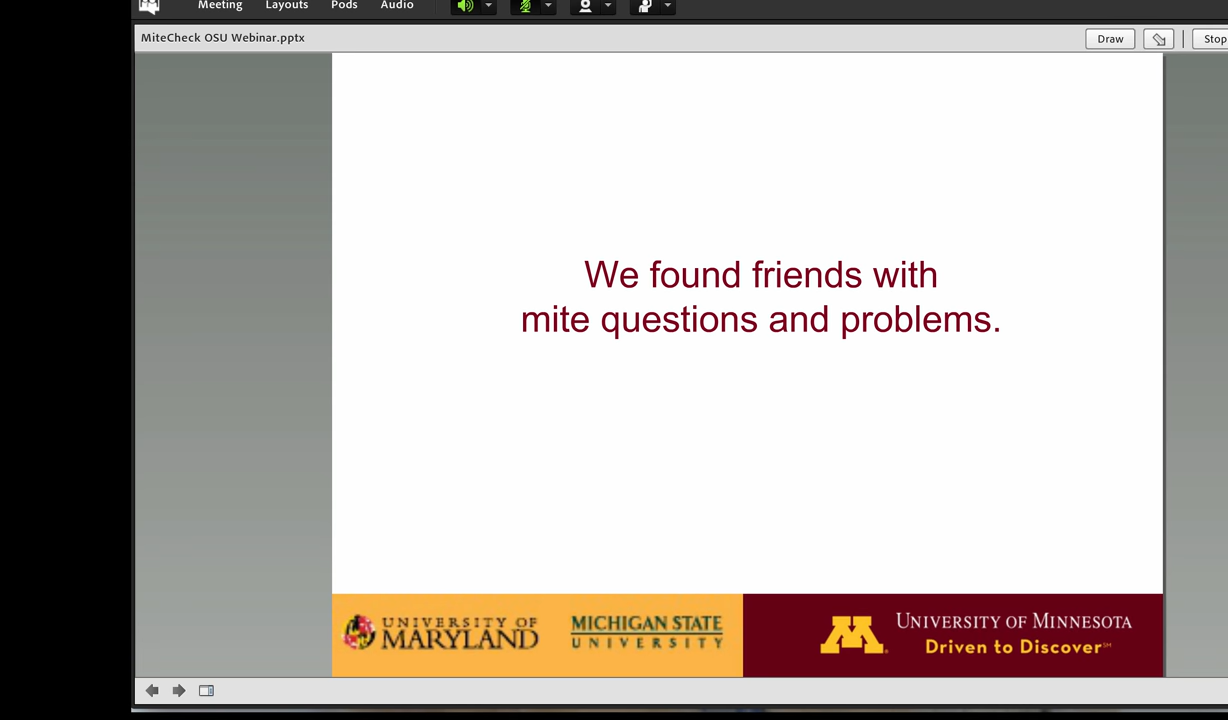 Meeting Layouts Pods Audio
MiteCheck OSU Webinar.pptx
Draw
Stop
We found friends with
mite questions and problems.
UNIVERSITY OF
MARYLAND
MICHIGAN STATE
UNIVERSITY
M
UNIVERSITY OF MINNESOTA
Driven to Discover℠